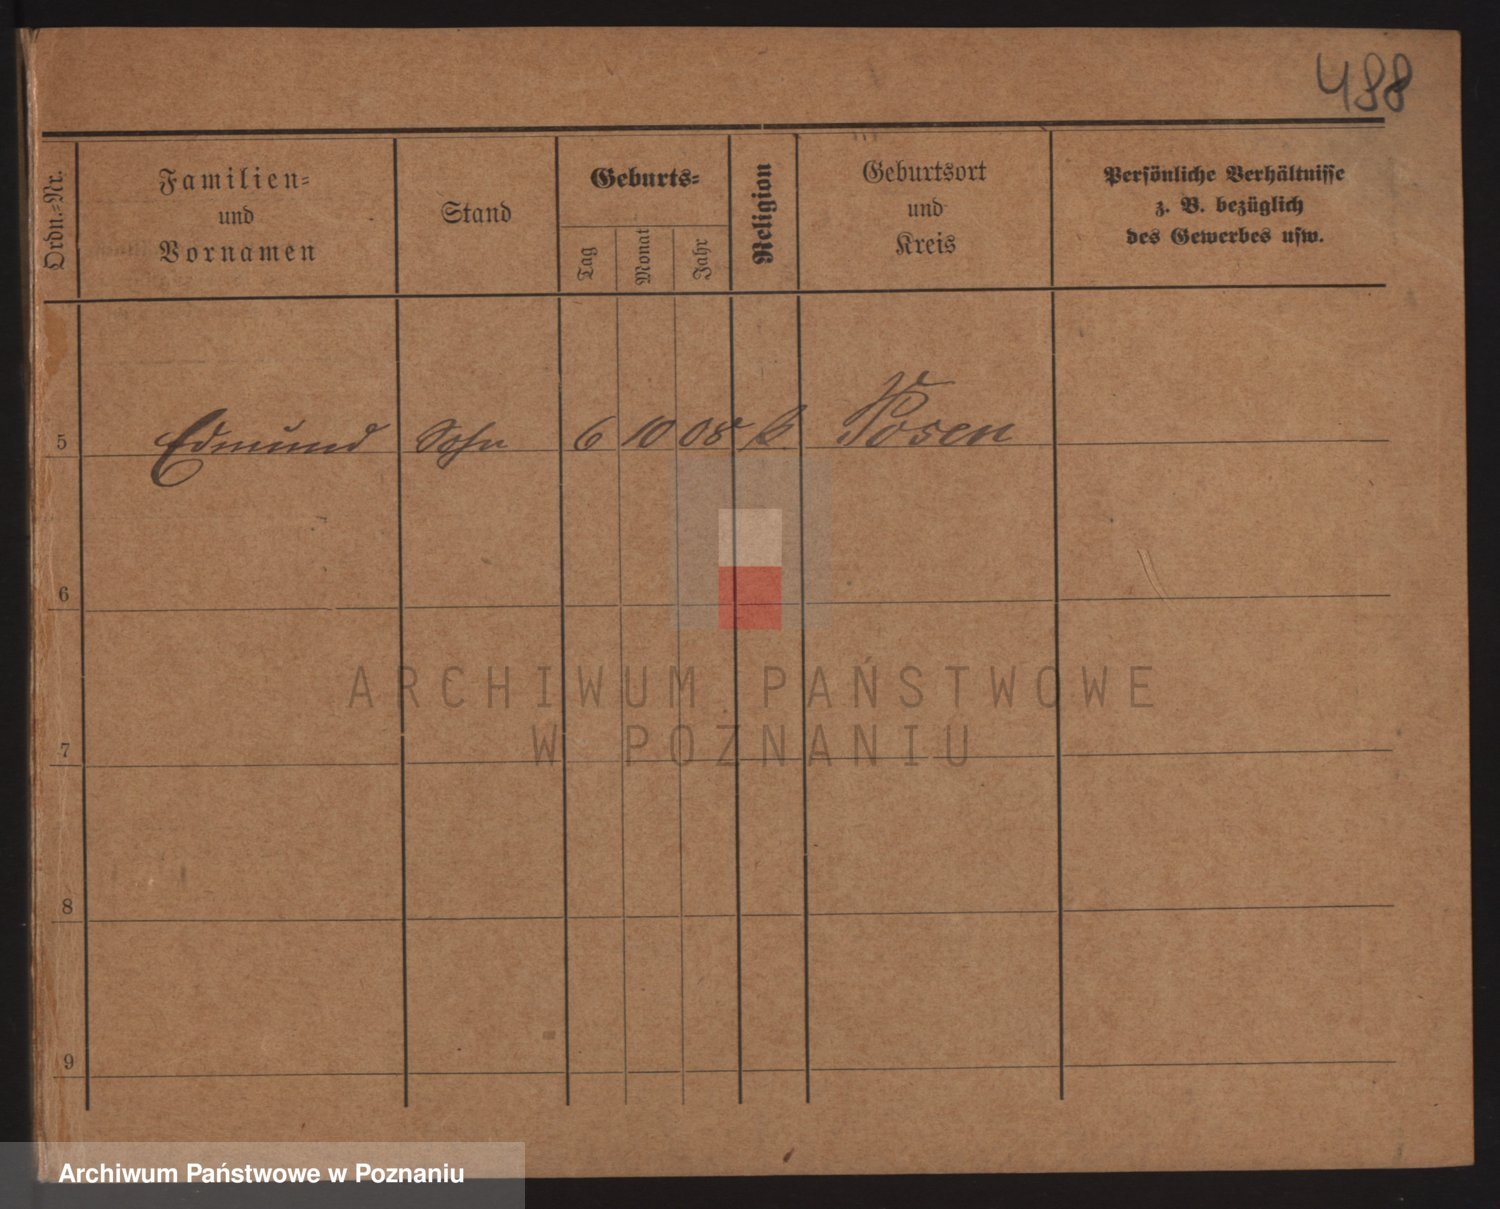 488
Ordn.-Nr.
Familien-
und
Vornamen
Stand
Geburts-
Tag
Monat
Jahr
Religion
Geburtsort
und
Kreis
Persönliche Verhältnisse
z. B. bezüglich
des Gewerbes usw.
5 Edmund Sohn 6 10 08 k. Posen
6
7
8
9
ARCHIWUM PAŃSTWOWE
W POZNANIU
Archiwum Państwowe w Poznaniu